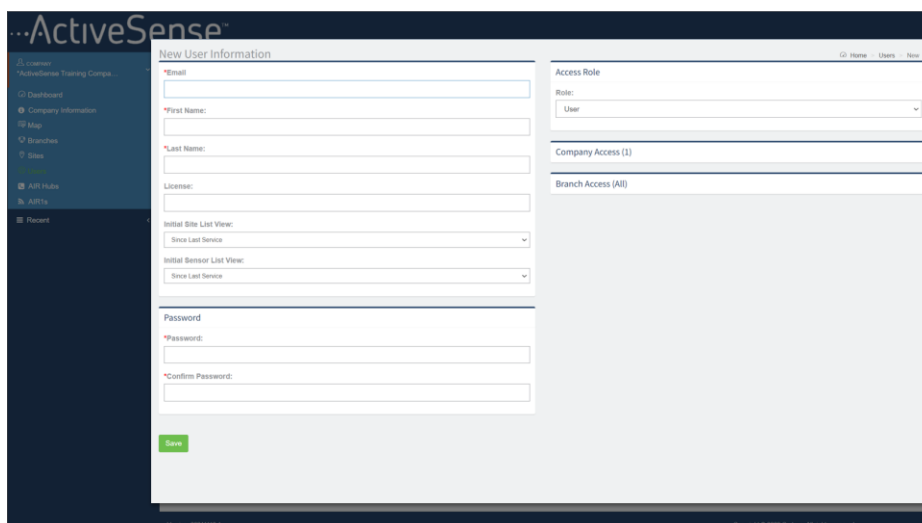 ActiveSense™
COMPANY
*ActiveSense Training Compa...
Dashboard
Company Information
Map
Branches
Sites
AIR Hubs
AIR1s
Recent
New User Information
Home > Users > New
*Email
*First Name:
*Last Name:
License:
Initial Site List View:
Since Last Service
Initial Sensor List View:
Since Last Service
Password
*Password:
*Confirm Password:
Save
Access Role
Role:
User
Company Access (1)
Branch Access (All)